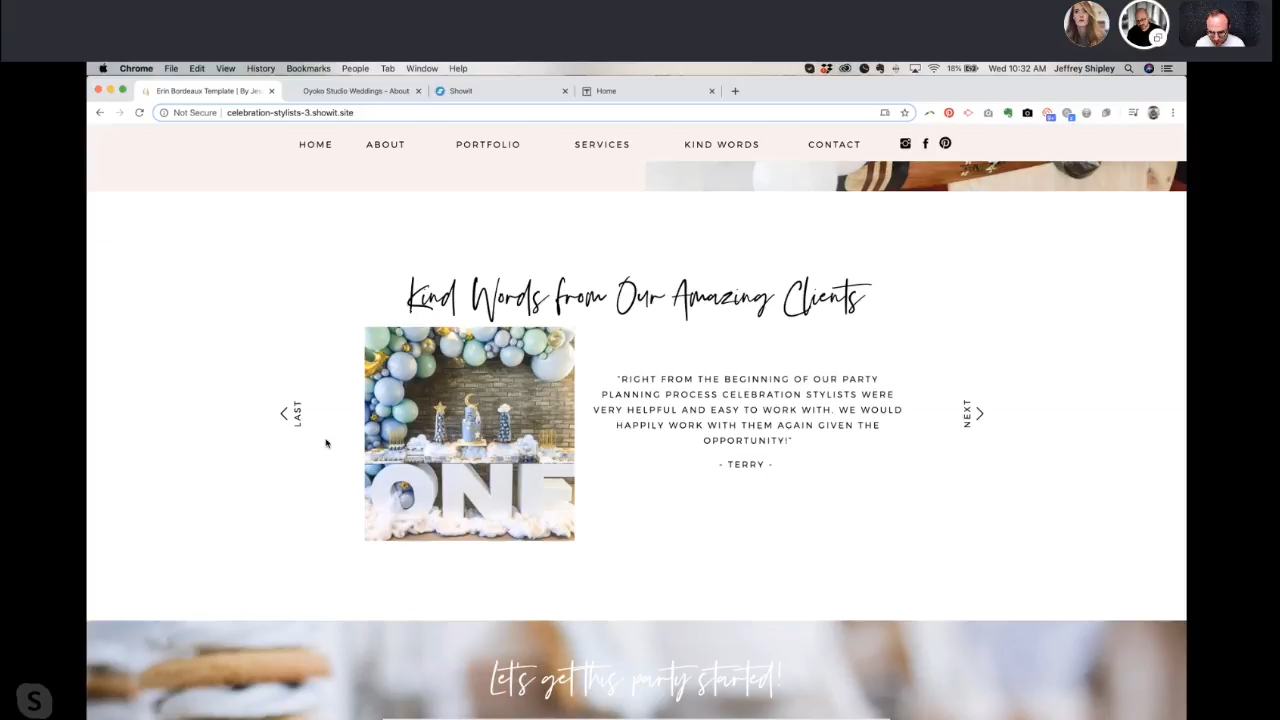 Chrome File Edit View History Bookmarks People Tab Window Help 18% Wed 10:32 AM Jeffrey Shipley
Erin Bordeaux Template | By Jes Oyoko Studio Weddings – About Showit Home
Not Secure celebration-stylists-3.showit.site
HOME ABOUT PORTFOLIO SERVICES KIND WORDS CONTACT
Kind Words from Our Amazing Clients
"RIGHT FROM THE BEGINNING OF OUR PARTY
PLANNING PROCESS CELEBRATION STYLISTS WERE
VERY HELPFUL AND EASY TO WORK WITH. WE WOULD
HAPPILY WORK WITH THEM AGAIN GIVEN THE
OPPORTUNITY!"
- TERRY -
LAST
NEXT
ONE
Let's get this party started!
S